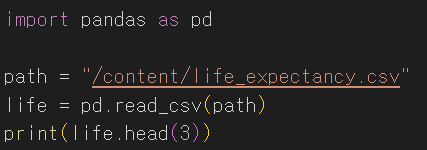 import pandas as pd
path = "/content/life_expectancy.csv"
life = pd.read_csv(path)
print(life.head(3))